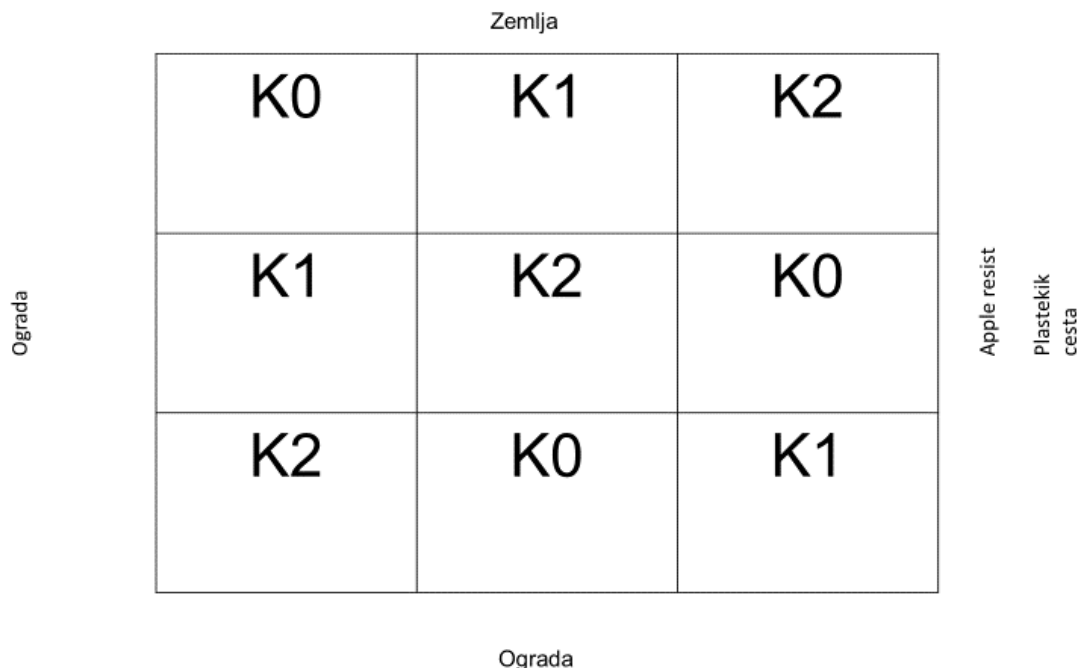 Zemlja
K0 K1 K2
K1 K2 K0
Ograda
Apple resist
Plastekik
cesta
K2 K0 K1
Ograda